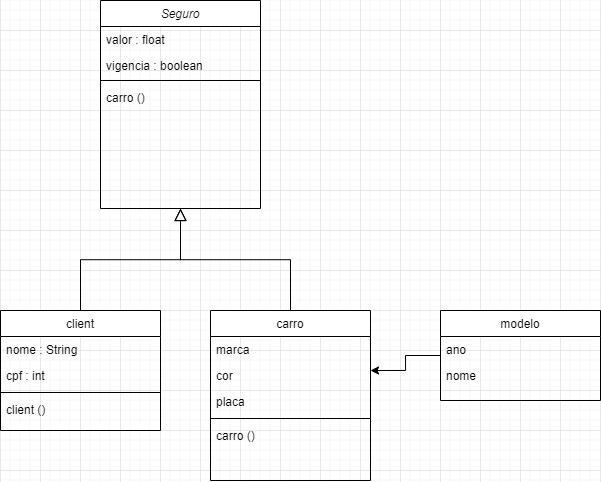 Seguro
valor : float
vigencia : boolean
carro ()
client
nome : String
cpf : int
client ()
carro
marca
cor
placa
carro ()
modelo
ano
nome